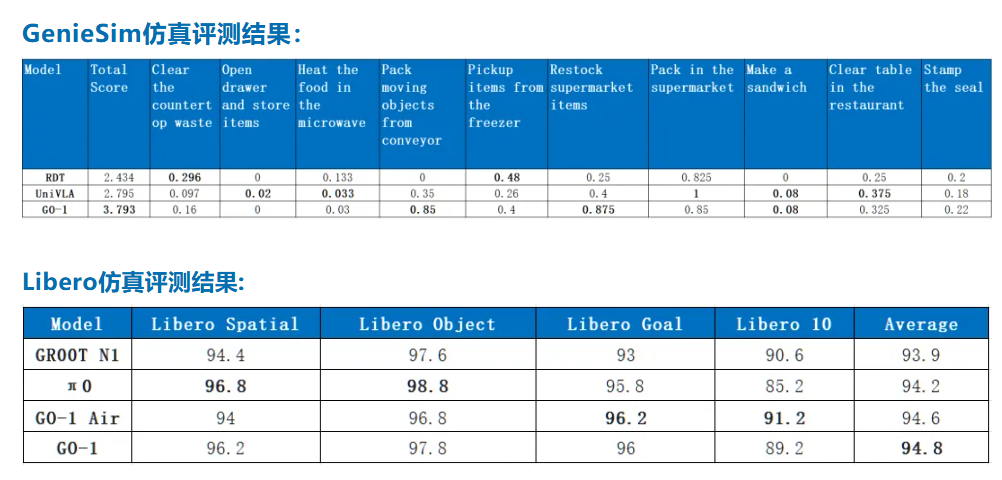 GenieSim仿真评测结果:
Model | Total Score | Clear the countert op waste | Open drawer and store items | Heat the food in the microwave | Pack moving objects from conveyor | Pickup items from the freezer | Restock supermarket items | Pack in the supermarket | Make a sandwich | Clear table in the restaurant | Stamp the seal
RDT | 2.434 | 0.296 | 0 | 0.133 | 0 | 0.48 | 0.25 | 0.825 | 0 | 0.25 | 0.2
UniVLA | 2.795 | 0.097 | 0.02 | 0.033 | 0.35 | 0.26 | 0.4 | 1 | 0.08 | 0.375 | 0.18
GO-1 | 3.793 | 0.16 | 0 | 0.03 | 0.85 | 0.4 | 0.875 | 0.85 | 0.08 | 0.325 | 0.22
Libero仿真评测结果:
Model | Libero Spatial | Libero Object | Libero Goal | Libero 10 | Average
GR00T N1 | 94.4 | 97.6 | 93 | 90.6 | 93.9
π0 | 96.8 | 98.8 | 95.8 | 85.2 | 94.2
GO-1 Air | 94 | 96.8 | 96.2 | 91.2 | 94.6
GO-1 | 96.2 | 97.8 | 96 | 89.2 | 94.8